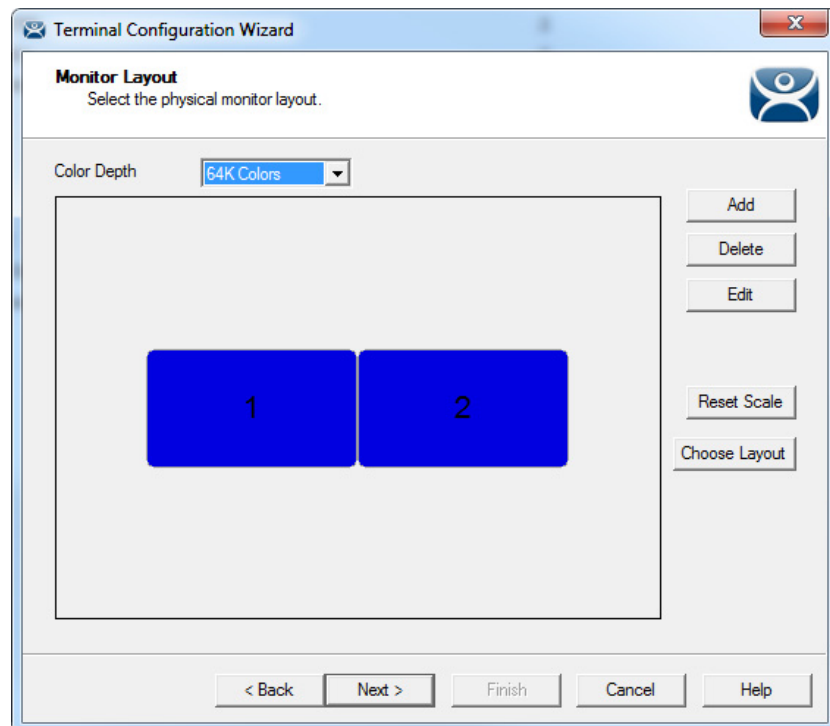 Terminal Configuration Wizard
Monitor Layout
Select the physical monitor layout.
Color Depth
64K Colors
Add
Delete
Edit
1
2
Reset Scale
Choose Layout
< Back
Next >
Finish
Cancel
Help